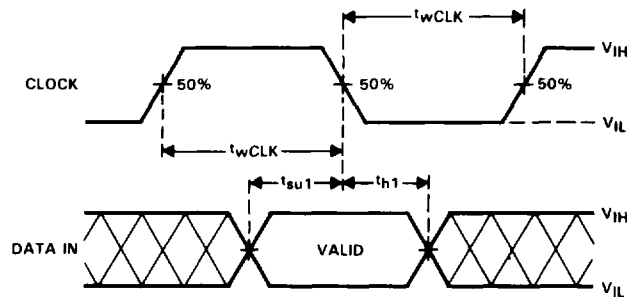 twCLK
VIH
CLOCK
50%
50%
50%
VIL
twCLK
tsu1
th1
VIH
DATA IN
VALID
VIL